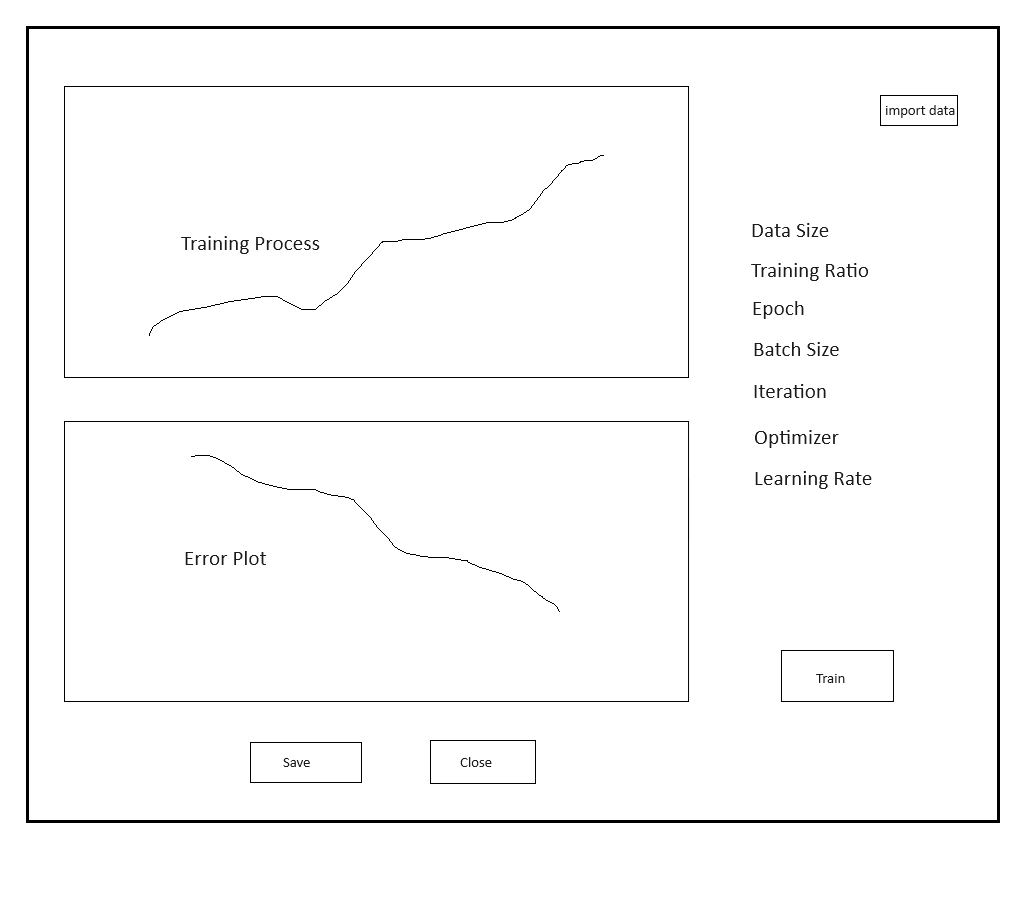 import data
Training Process
Data Size
Training Ratio
Epoch
Batch Size
Iteration
Optimizer
Learning Rate
Error Plot
Train
Save
Close